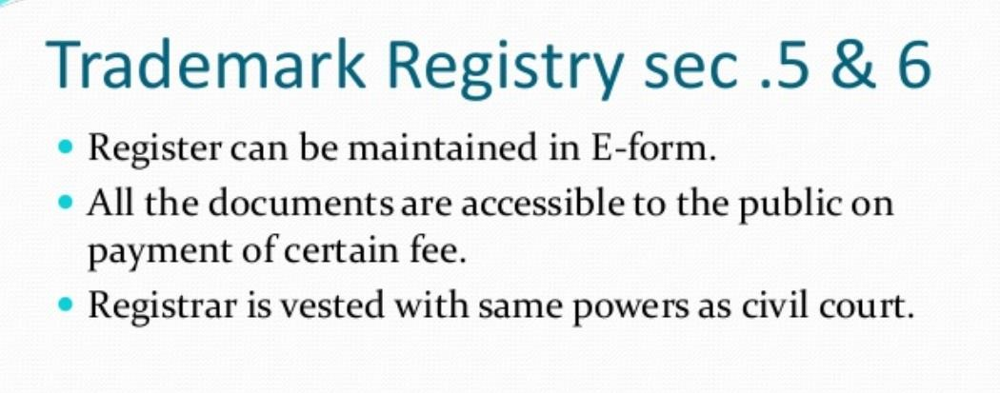 Trademark Registry sec .5 & 6
• Register can be maintained in E-form.
• All the documents are accessible to the public on
payment of certain fee.
• Registrar is vested with same powers as civil court.